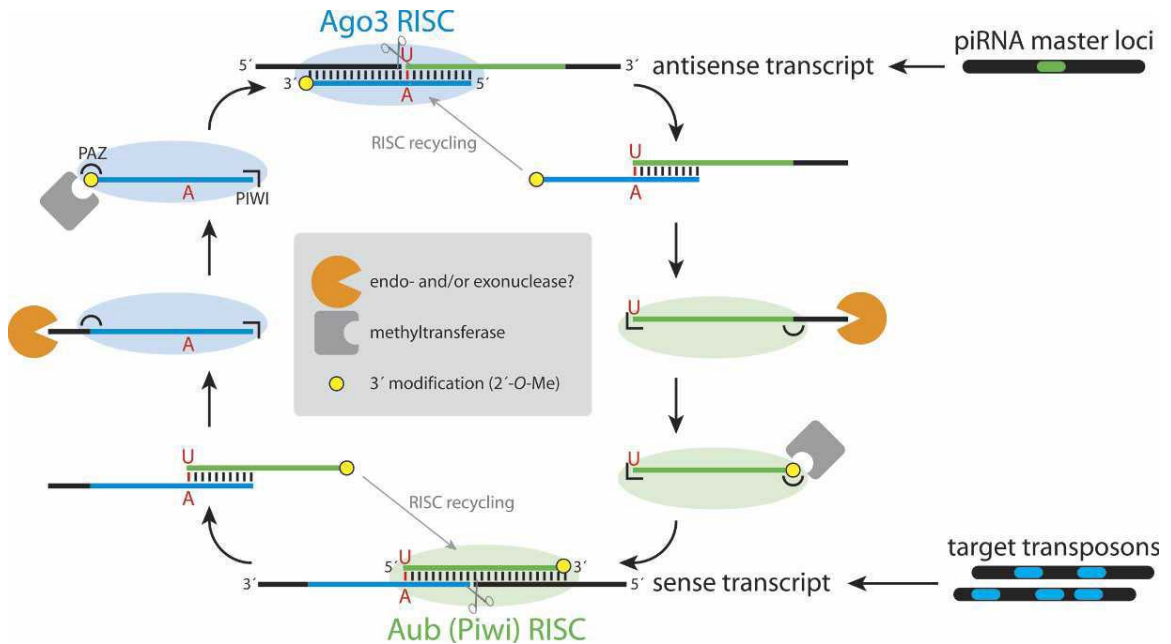 Ago3 RISC
5´
U
3´
antisense transcript
piRNA master loci
3´
A
5´
RISC recycling
U
A
PAZ
A
PIWI
endo- and/or exonuclease?
methyltransferase
3´ modification (2´-O-Me)
U
A
U
U
A
RISC recycling
5´
U
3´
3´
A
5´
sense transcript
target transposons
Aub (Piwi) RISC